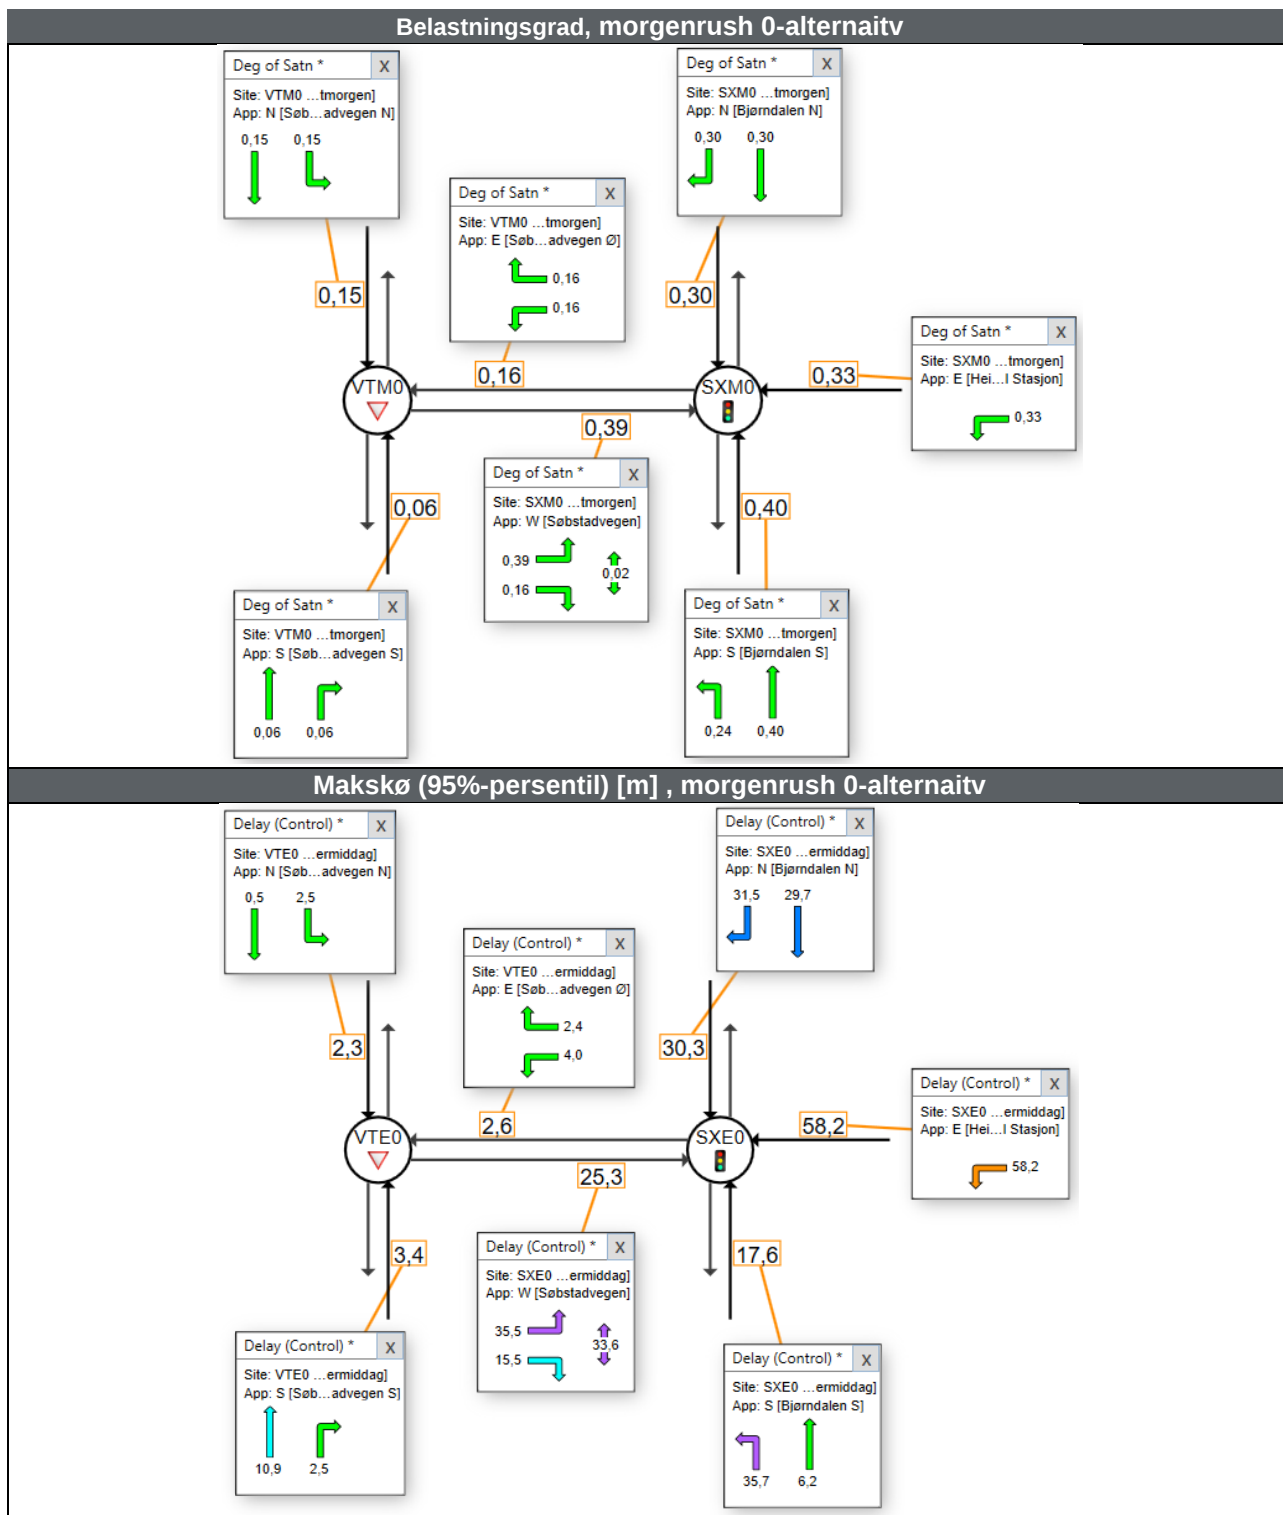 Belastningsgrad, morgenrush 0-alternaitv
Deg of Satn * X
Site: VTM0 ...tmorgen]
App: N [Søb...advegen N]
0,15 0,15
Deg of Satn * X
Site: SXM0 ...tmorgen]
App: N [Bjørndalen N]
0,30 0,30
Deg of Satn * X
Site: VTM0 ...tmorgen]
App: E [Søb...advegen Ø]
0,16
0,16
0,15
0,30
Deg of Satn * X
Site: SXM0 ...tmorgen]
App: E [Hei...l Stasjon]
0,33
0,16
0,33
VTM0
SXM0
0,39
Deg of Satn * X
Site: SXM0 ...tmorgen]
App: W [Søbstadvegen]
0,39
0,02
0,16
0,06
0,40
Deg of Satn * X
Site: VTM0 ...tmorgen]
App: S [Søb...advegen S]
0,06 0,06
Deg of Satn * X
Site: SXM0 ...tmorgen]
App: S [Bjørndalen S]
0,24 0,40
Makskø (95%-persentil) [m] , morgenrush 0-alternaitv
Delay (Control) * X
Site: VTE0 ...ermiddag]
App: N [Søb...advegen N]
0,5 2,5
Delay (Control) * X
Site: SXE0 ...ermiddag]
App: N [Bjørndalen N]
31,5 29,7
Delay (Control) * X
Site: VTE0 ...ermiddag]
App: E [Søb...advegen Ø]
2,4
4,0
2,3
30,3
Delay (Control) * X
Site: SXE0 ...ermiddag]
App: E [Hei...l Stasjon]
58,2
2,6
58,2
VTE0
SXE0
25,3
Delay (Control) * X
Site: SXE0 ...ermiddag]
App: W [Søbstadvegen]
35,5
33,6
15,5
3,4
17,6
Delay (Control) * X
Site: VTE0 ...ermiddag]
App: S [Søb...advegen S]
10,9 2,5
Delay (Control) * X
Site: SXE0 ...ermiddag]
App: S [Bjørndalen S]
35,7 6,2